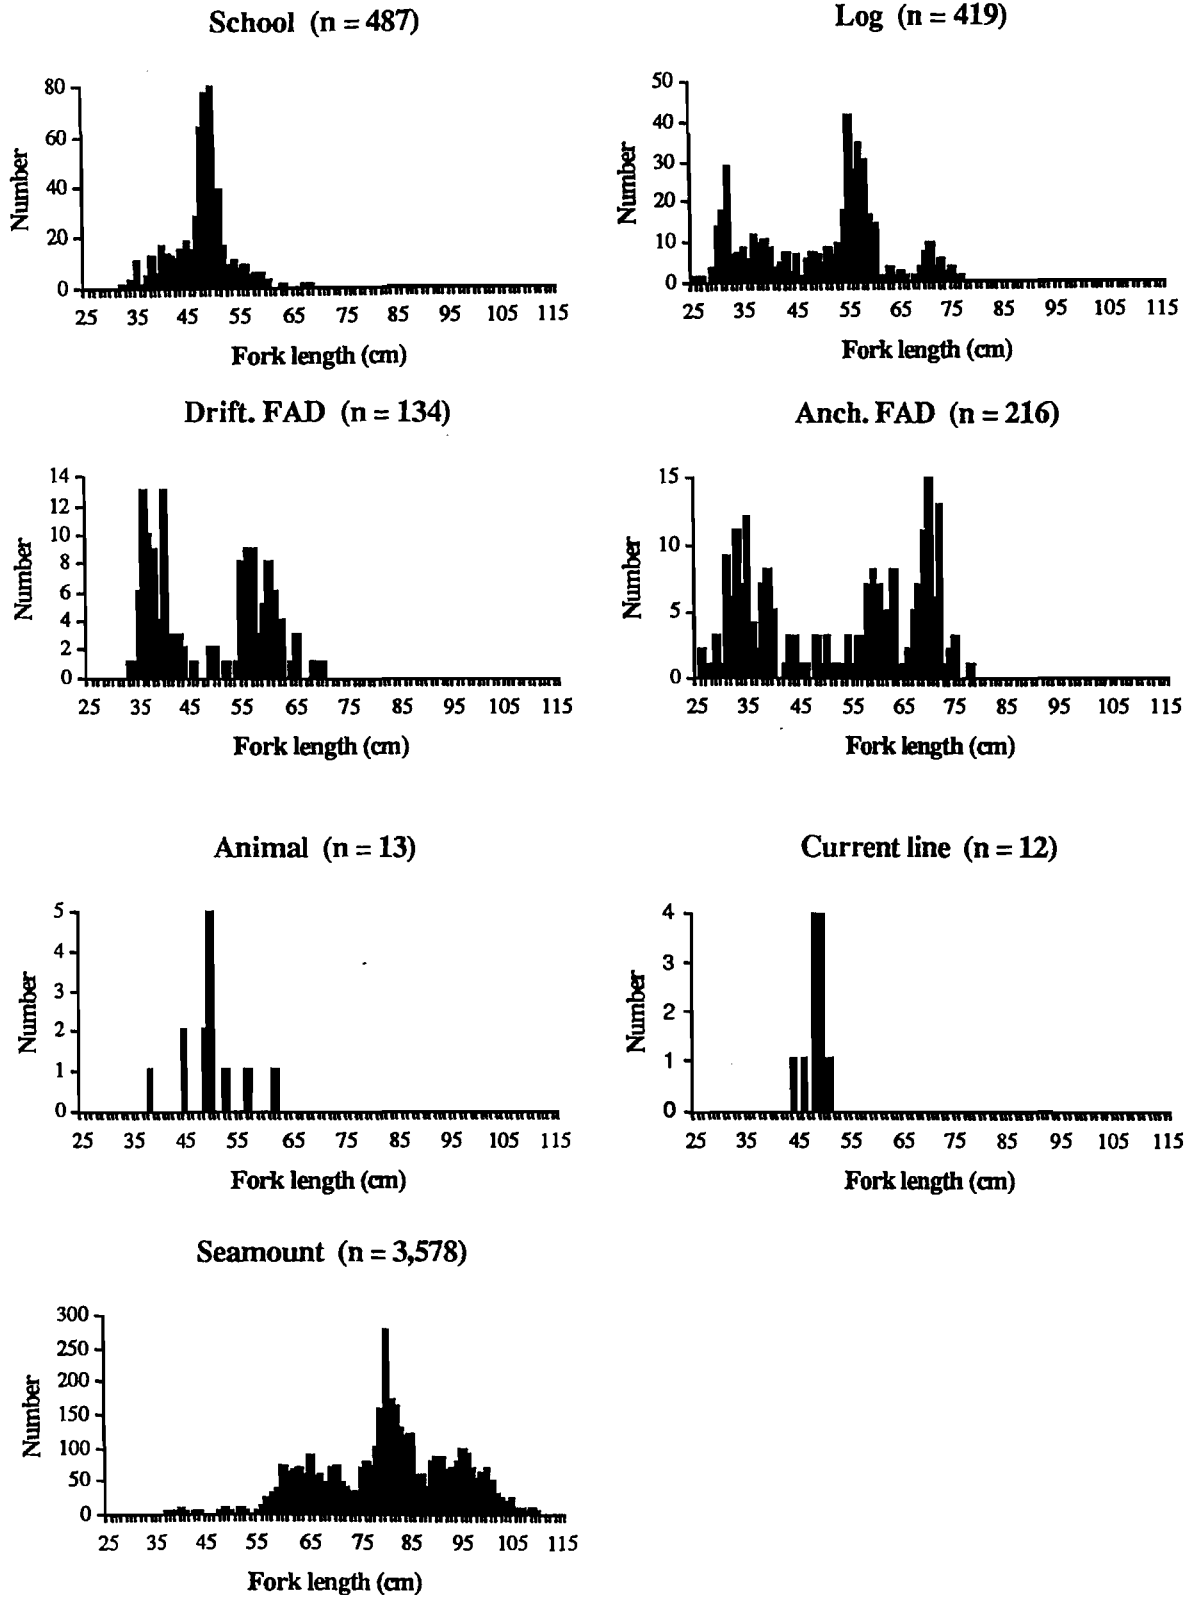 School (n = 487)
Number
80
60
40
20
0
25 35 45 55 65 75 85 95 105 115
Fork length (cm)
Log (n = 419)
Number
50
40
30
20
10
0
25 35 45 55 65 75 85 95 105 115
Fork length (cm)
Drift. FAD (n = 134)
Number
14
12
10
8
6
4
2
0
25 35 45 55 65 75 85 95 105 115
Fork length (cm)
Anch. FAD (n = 216)
Number
15
10
5
0
25 35 45 55 65 75 85 95 105 115
Fork length (cm)
Animal (n = 13)
Number
5
4
3
2
1
0
25 35 45 55 65 75 85 95 105 115
Fork length (cm)
Current line (n = 12)
Number
4
3
2
1
0
25 35 45 55 65 75 85 95 105 115
Fork length (cm)
Seamount (n = 3,578)
Number
300
250
200
150
100
50
0
25 35 45 55 65 75 85 95 105 115
Fork length (cm)